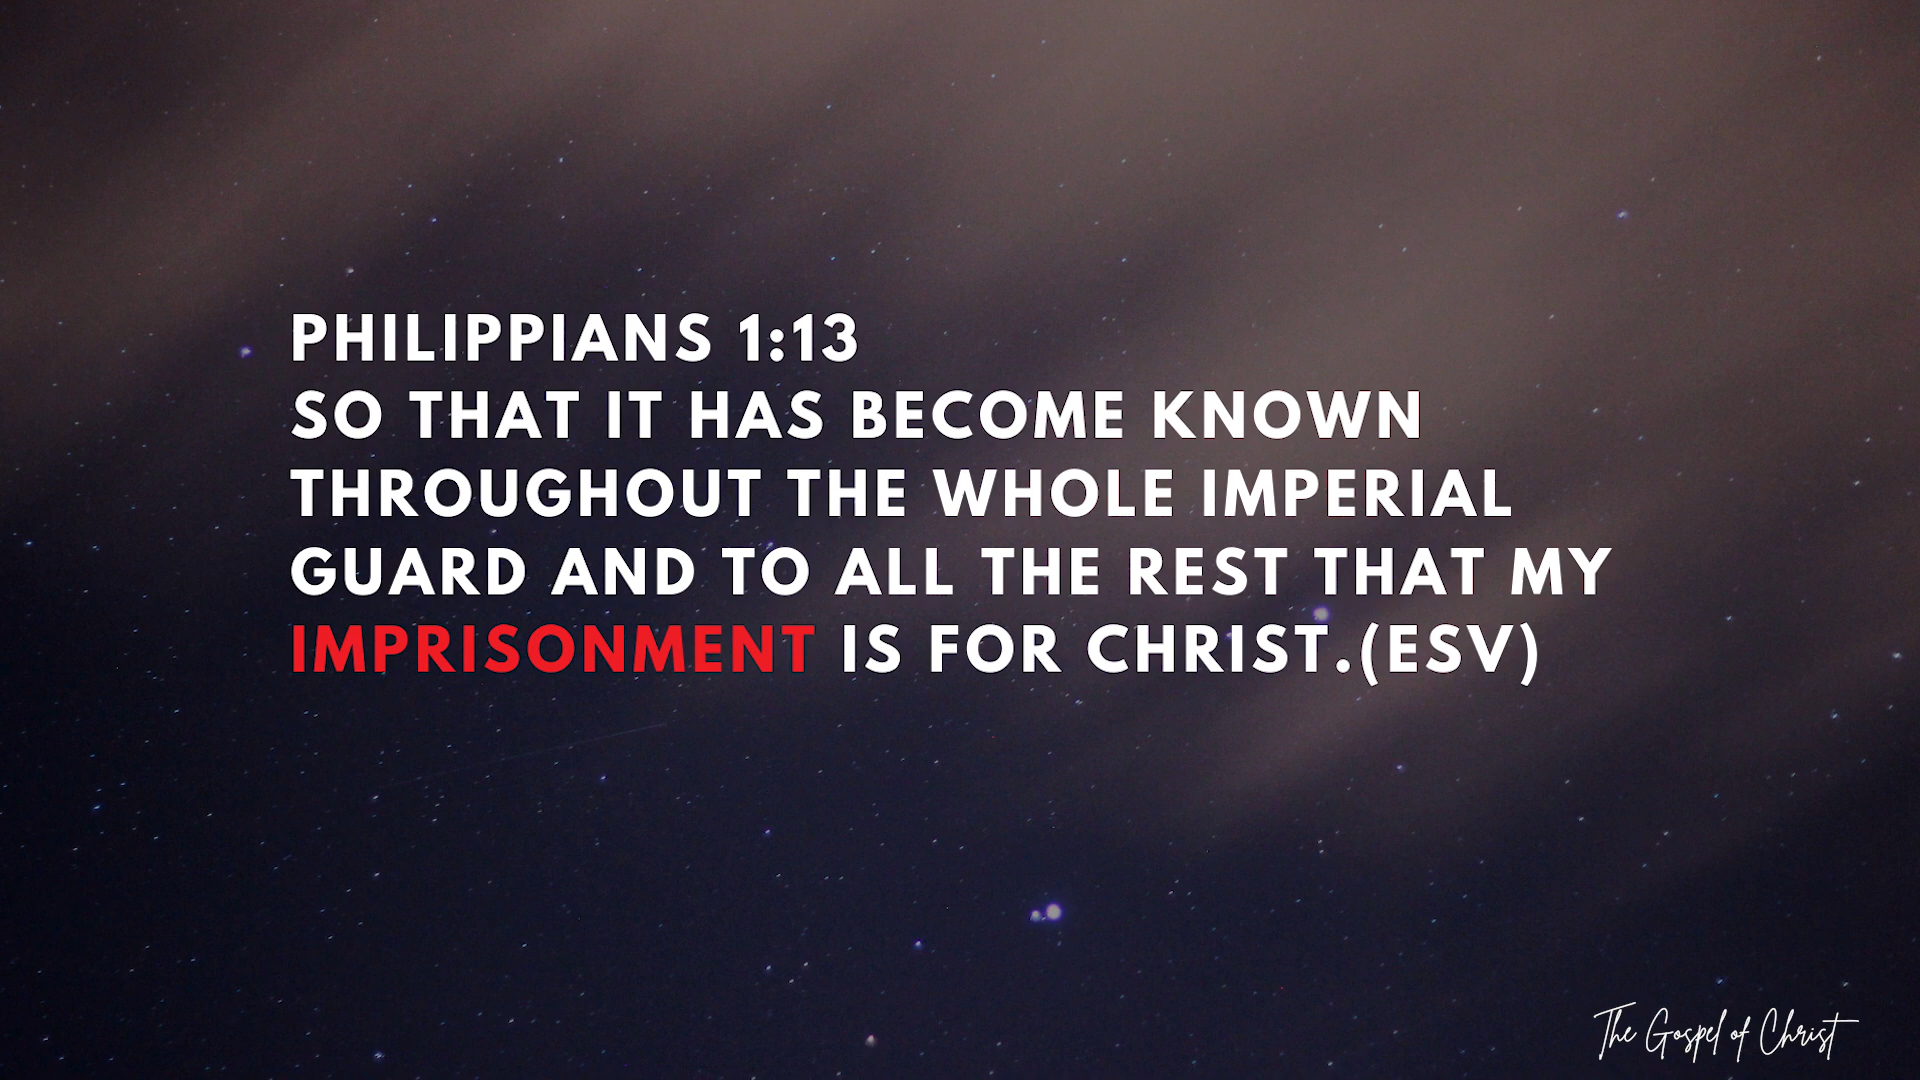 PHILIPPIANS 1:13
SO THAT IT HAS BECOME KNOWN
THROUGHOUT THE WHOLE IMPERIAL
GUARD AND TO ALL THE REST THAT MY
IMPRISONMENT IS FOR CHRIST.(ESV)
The Gospel of Christ